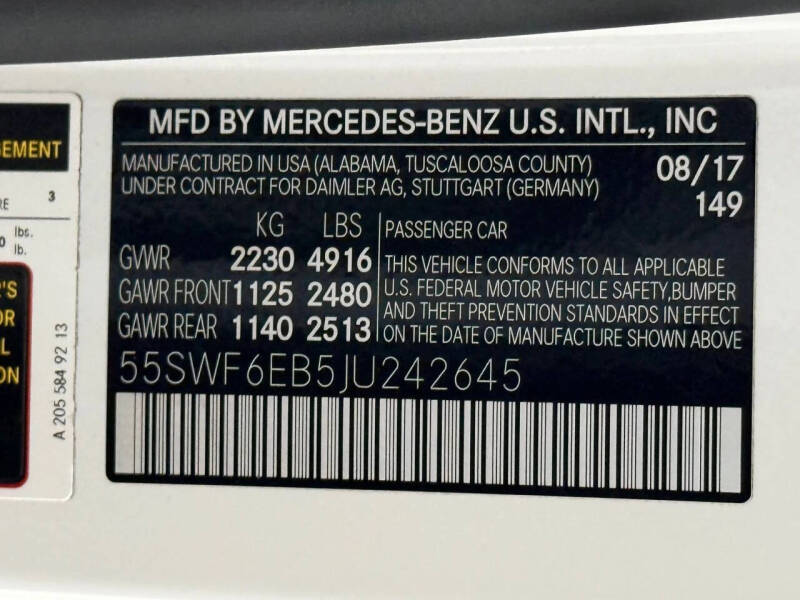 MFD BY MERCEDES-BENZ U.S. INTL., INC
MANUFACTURED IN USA (ALABAMA, TUSCALOOSA COUNTY)
UNDER CONTRACT FOR DAIMLER AG, STUTTGART (GERMANY)
08/17
149
KG LBS
GVWR 2230 4916
GAWR FRONT 1125 2480
GAWR REAR 1140 2513
PASSENGER CAR
THIS VEHICLE CONFORMS TO ALL APPLICABLE
U.S. FEDERAL MOTOR VEHICLE SAFETY,BUMPER
AND THEFT PREVENTION STANDARDS IN EFFECT
ON THE DATE OF MANUFACTURE SHOWN ABOVE
55SWF6EB5JU242645
3
lbs.
lb.
A 205 584 92 13